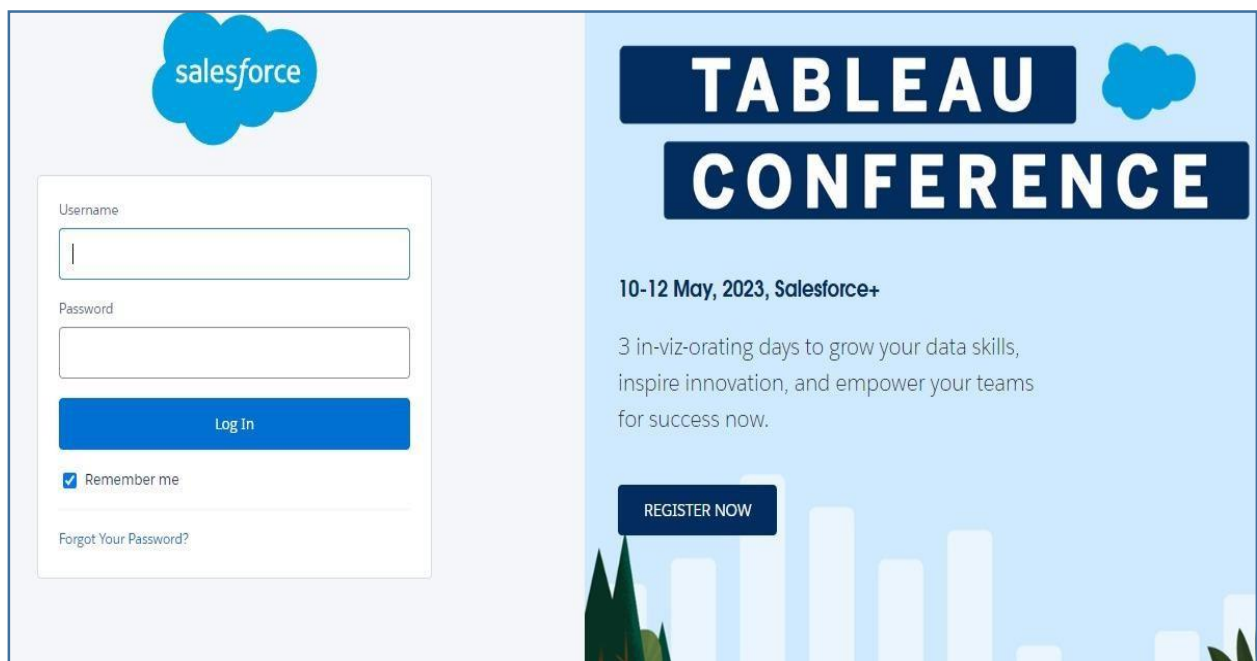 salesforce
Username
Password
Log In
Remember me
Forgot Your Password?
TABLEAU
CONFERENCE
10-12 May, 2023, Salesforce+
3 in-viz-orating days to grow your data skills,
inspire innovation, and empower your teams
for success now.
REGISTER NOW